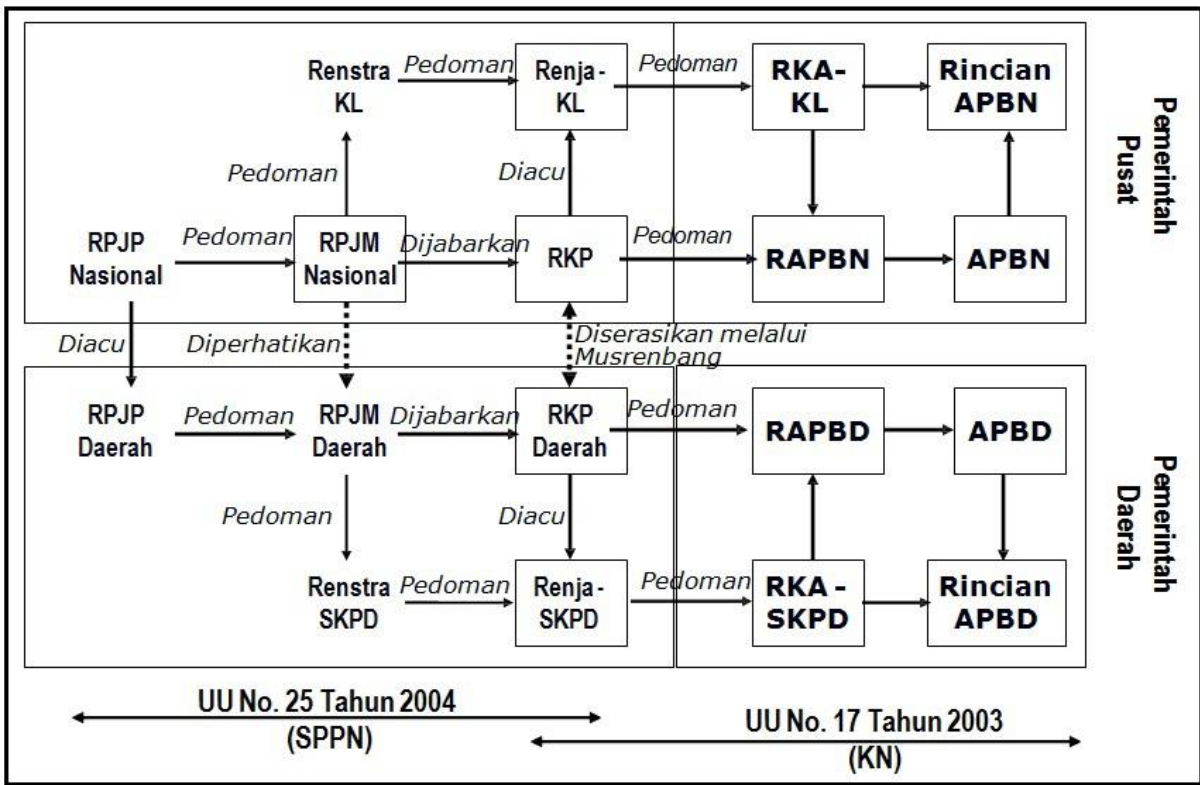 Renstra
KL
Pedoman
Renja -
KL
Pedoman
RKA-
KL
Rincian
APBN
Pedoman
Diacu
RPJP
Nasional
Pedoman
RPJM
Nasional
Dijabarkan
RKP
Pedoman
RAPBN
APBN
Pemerintah
Pusat
Diacu
Diperhatikan
Diserasikan melalui
Musrenbang
RPJP
Daerah
Pedoman
RPJM
Daerah
Dijabarkan
RKP
Daerah
Pedoman
RAPBD
APBD
Pedoman
Diacu
Renstra
SKPD
Pedoman
Renja -
SKPD
Pedoman
RKA -
SKPD
Rincian
APBD
Pemerintah
Daerah
UU No. 25 Tahun 2004
(SPPN)
UU No. 17 Tahun 2003
(KN)